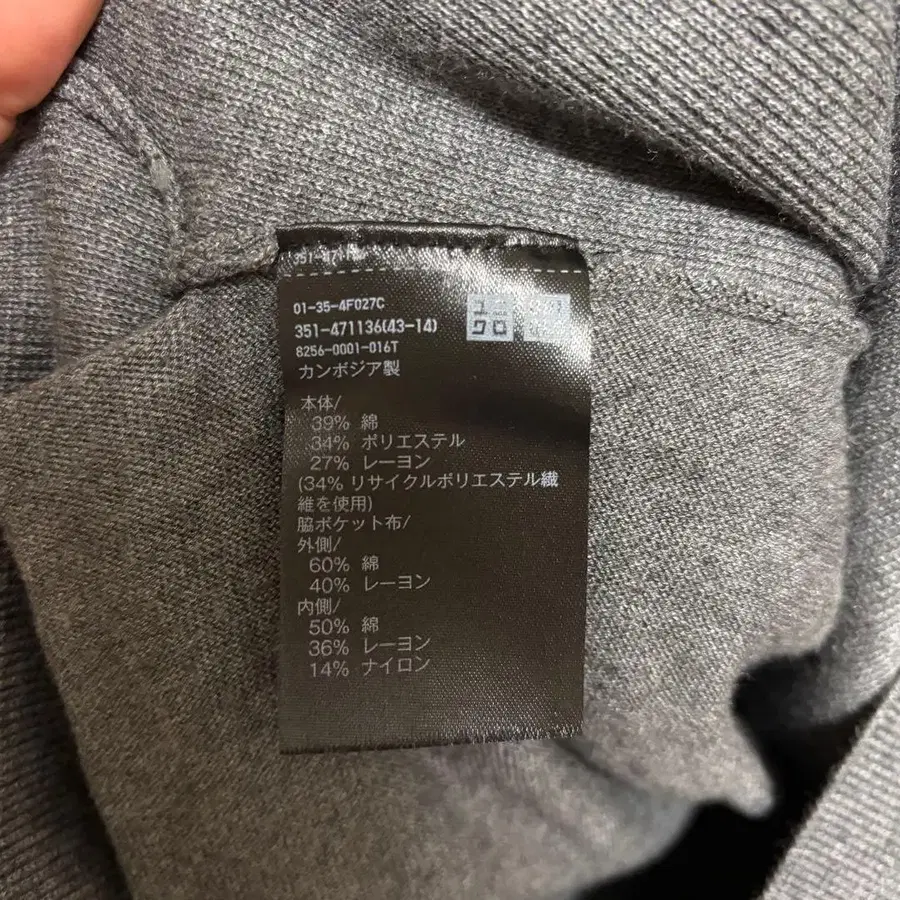 01-35-4F027C
351-471136(43-14)
8256-0001-016T
カンボジア製
ユニ
クロ
本体/
39% 綿
34% ポリエステル
27% レーヨン
(34% リサイクルポリエステル繊
維を使用)
脇ポケット布/
外側/
60% 綿
40% レーヨン
内側/
50% 綿
36% レーヨン
14% ナイロン